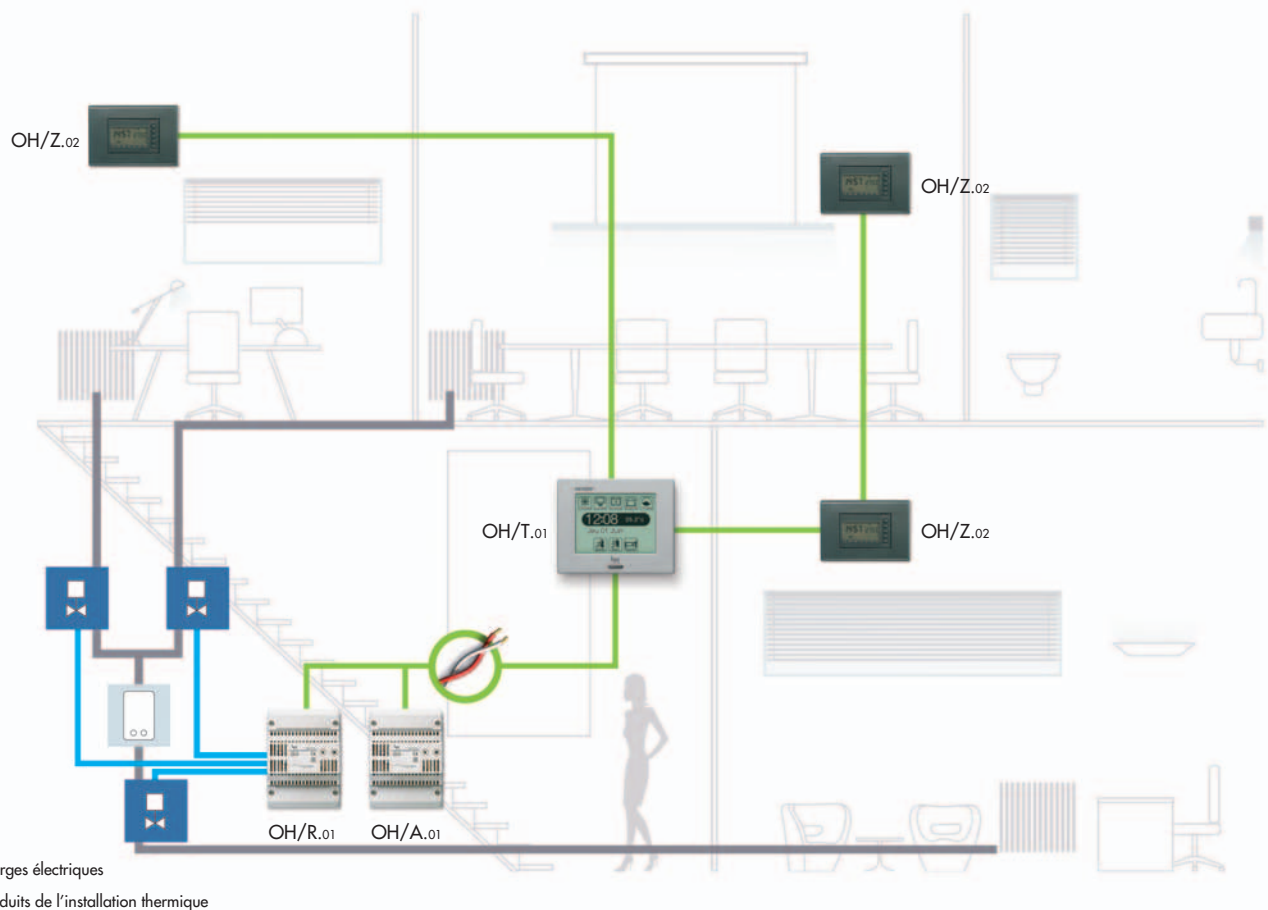 OH/Z.02
OH/Z.02
OH/T.01
12:08
OH/Z.02
OH/R.01
OH/A.01
rges électriques
duits de l'installation thermique